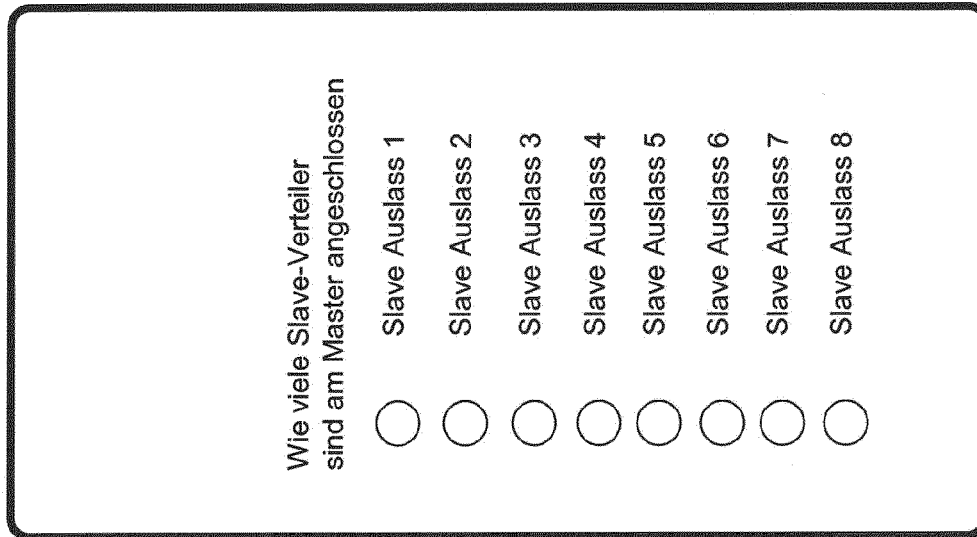 Wie viele Slave-Verteiler
sind am Master angeschlossen
Slave Auslass 1
Slave Auslass 2
Slave Auslass 3
Slave Auslass 4
Slave Auslass 5
Slave Auslass 6
Slave Auslass 7
Slave Auslass 8